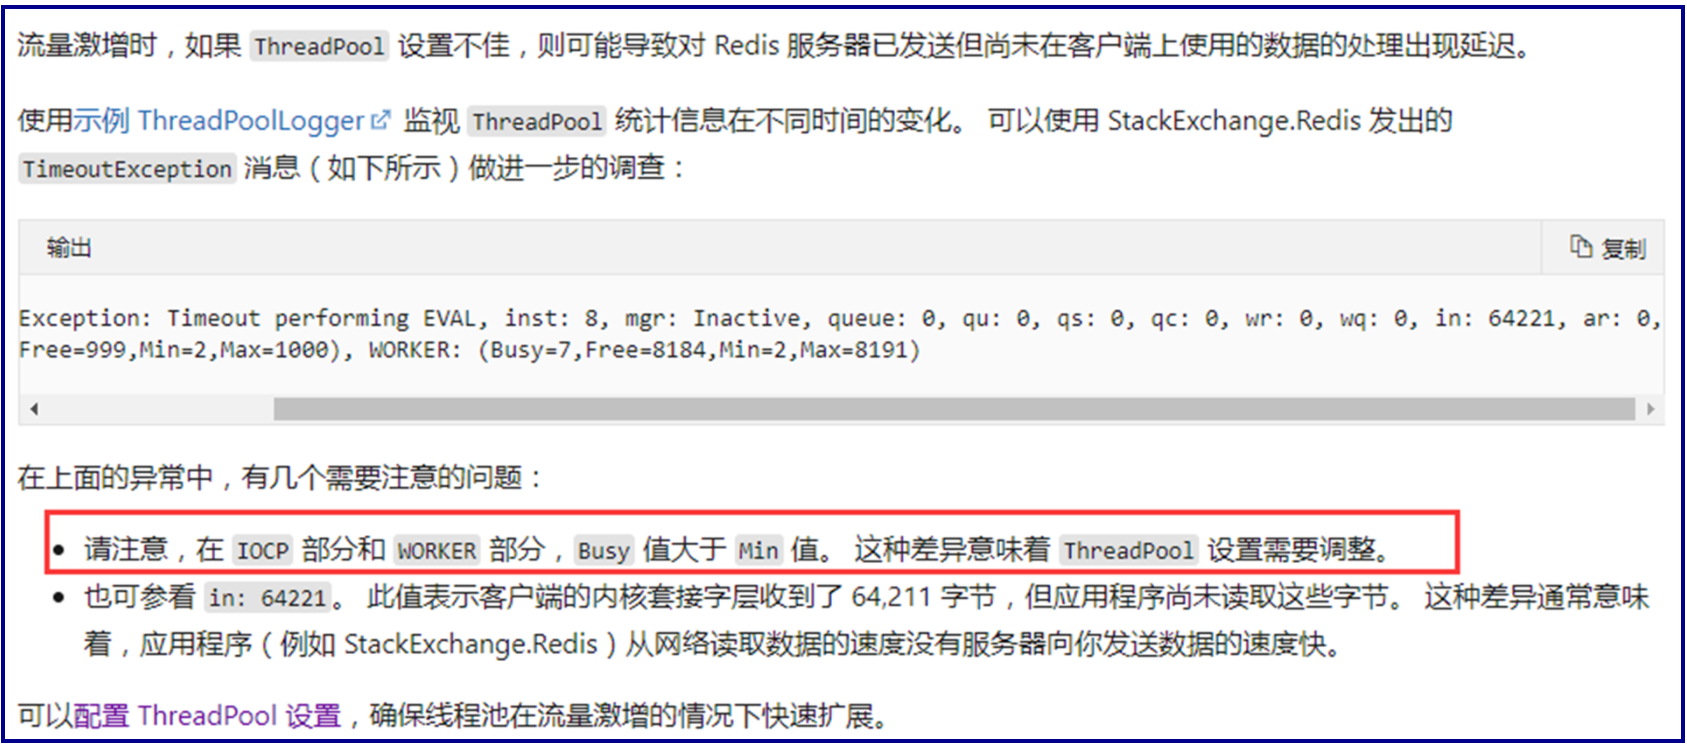 流量激增时，如果 ThreadPool 设置不佳，则可能导致对 Redis 服务器已发送但尚未在客户端上使用的数据的处理出现延迟。
使用示例 ThreadPoolLogger 监视 ThreadPool 统计信息在不同时间的变化。 可以使用 StackExchange.Redis 发出的
TimeoutException 消息（如下所示）做进一步的调查：
输出
复制
Exception: Timeout performing EVAL, inst: 8, mgr: Inactive, queue: 0, qu: 0, qs: 0, qc: 0, wr: 0, wq: 0, in: 64221, ar: 0,
Free=999,Min=2,Max=1000), WORKER: (Busy=7,Free=8184,Min=2,Max=8191)
在上面的异常中，有几个需要注意的问题：
• 请注意，在 IOCP 部分和 WORKER 部分，Busy 值大于 Min 值。 这种差异意味着 ThreadPool 设置需要调整。
• 也可参看 in: 64221。 此值表示客户端的内核套接字层收到了 64,211 字节，但应用程序尚未读取这些字节。 这种差异通常意味
着，应用程序（例如 StackExchange.Redis）从网络读取数据的速度没有服务器向你发送数据的速度快。
可以配置 ThreadPool 设置，确保线程池在流量激增的情况下快速扩展。